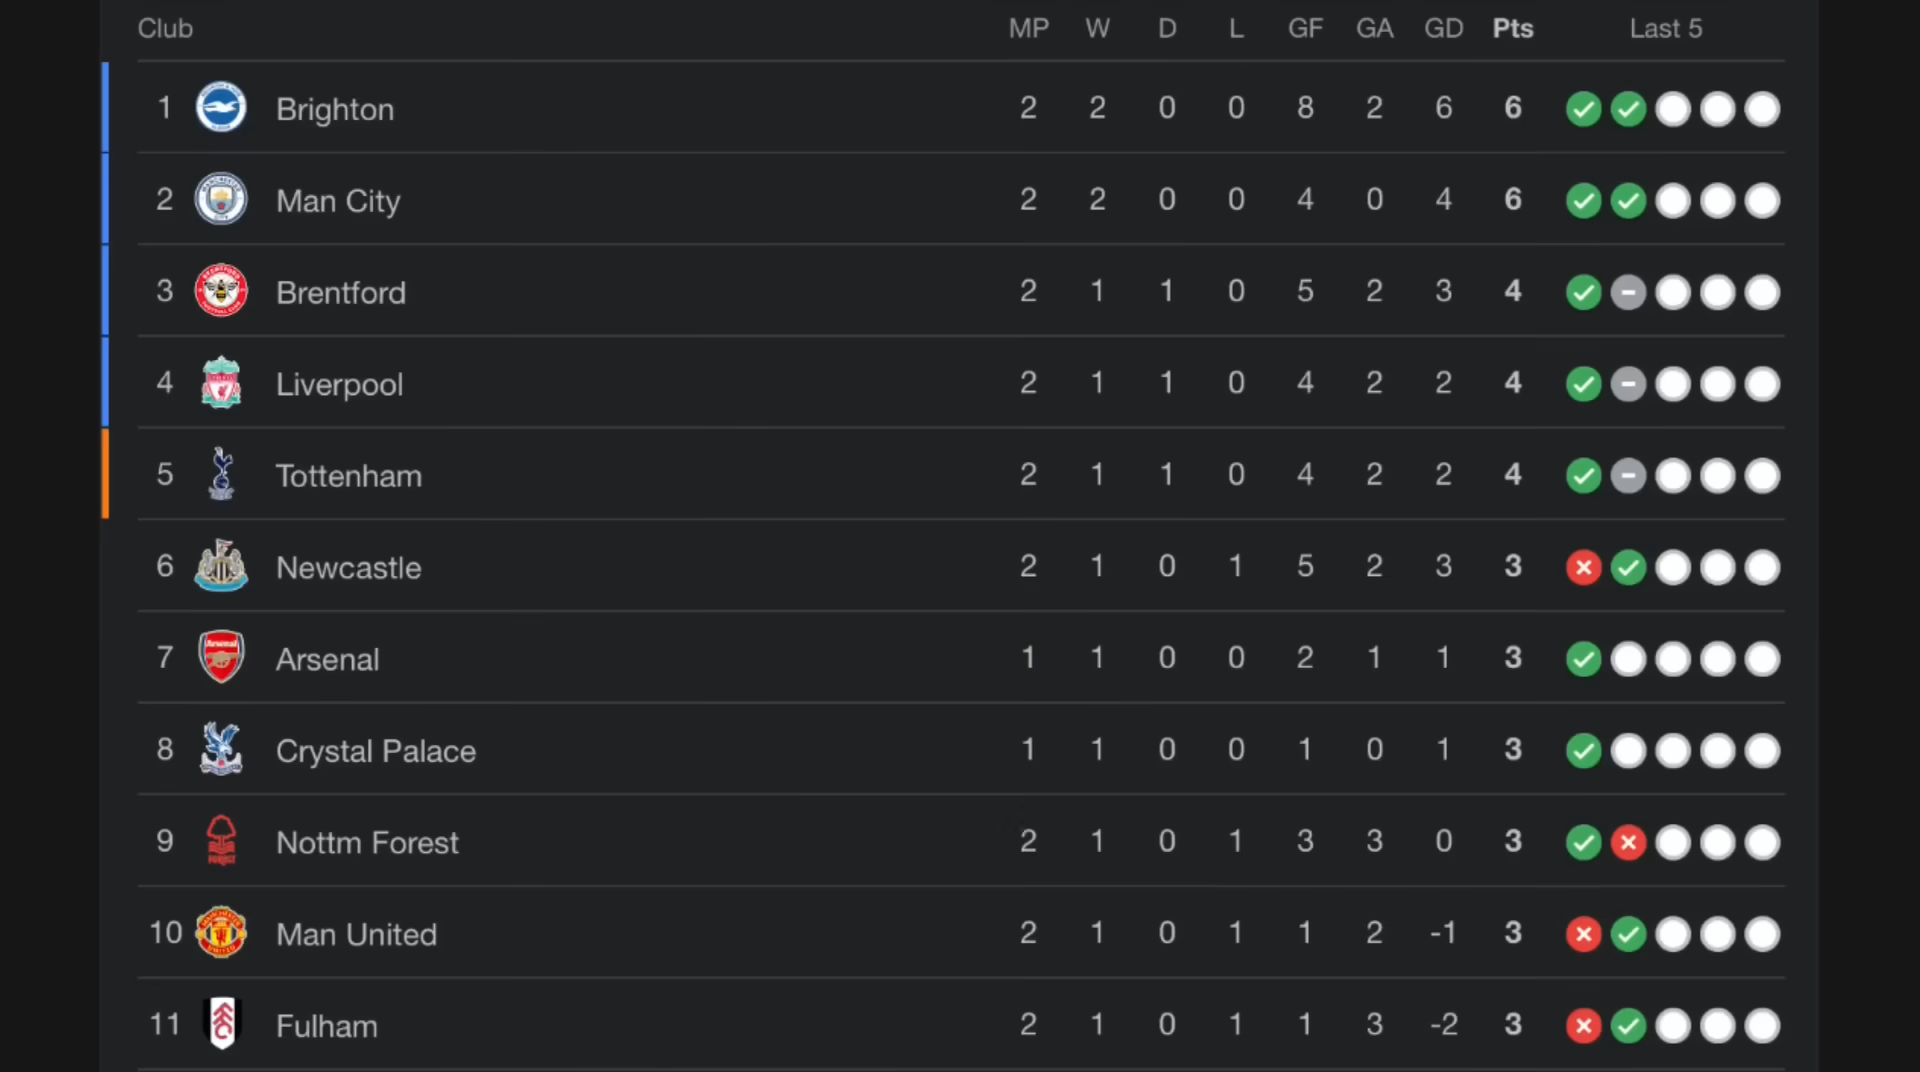 Club MP W D L GF GA GD Pts Last 5
1 Brighton 2 2 0 0 8 2 6 6
2 Man City 2 2 0 0 4 0 4 6
3 Brentford 2 1 1 0 5 2 3 4
4 Liverpool 2 1 1 0 4 2 2 4
5 Tottenham 2 1 1 0 4 2 2 4
6 Newcastle 2 1 0 1 5 2 3 3
7 Arsenal 1 1 0 0 2 1 1 3
8 Crystal Palace 1 1 0 0 1 0 1 3
9 Nottm Forest 2 1 0 1 3 3 0 3
10 Man United 2 1 0 1 1 2 -1 3
11 Fulham 2 1 0 1 1 3 -2 3